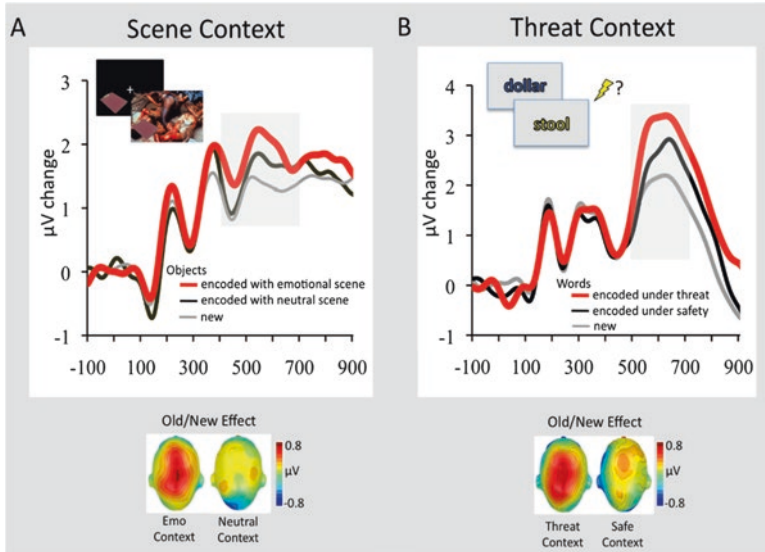 A
Scene Context
μV change
3
2
1
0
-1
Objects
encoded with emotional scene
encoded with neutral scene
new
-100 100 300 500 700 900
Old/New Effect
0.8
μV
-0.8
Emo Context
Neutral Context
B
Threat Context
dollar
stool
?
μV change
4
3
2
1
0
-1
Words
encoded under threat
encoded under safety
new
-100 100 300 500 700 900
Old/New Effect
0.8
μV
-0.8
Threat Context
Safe Context